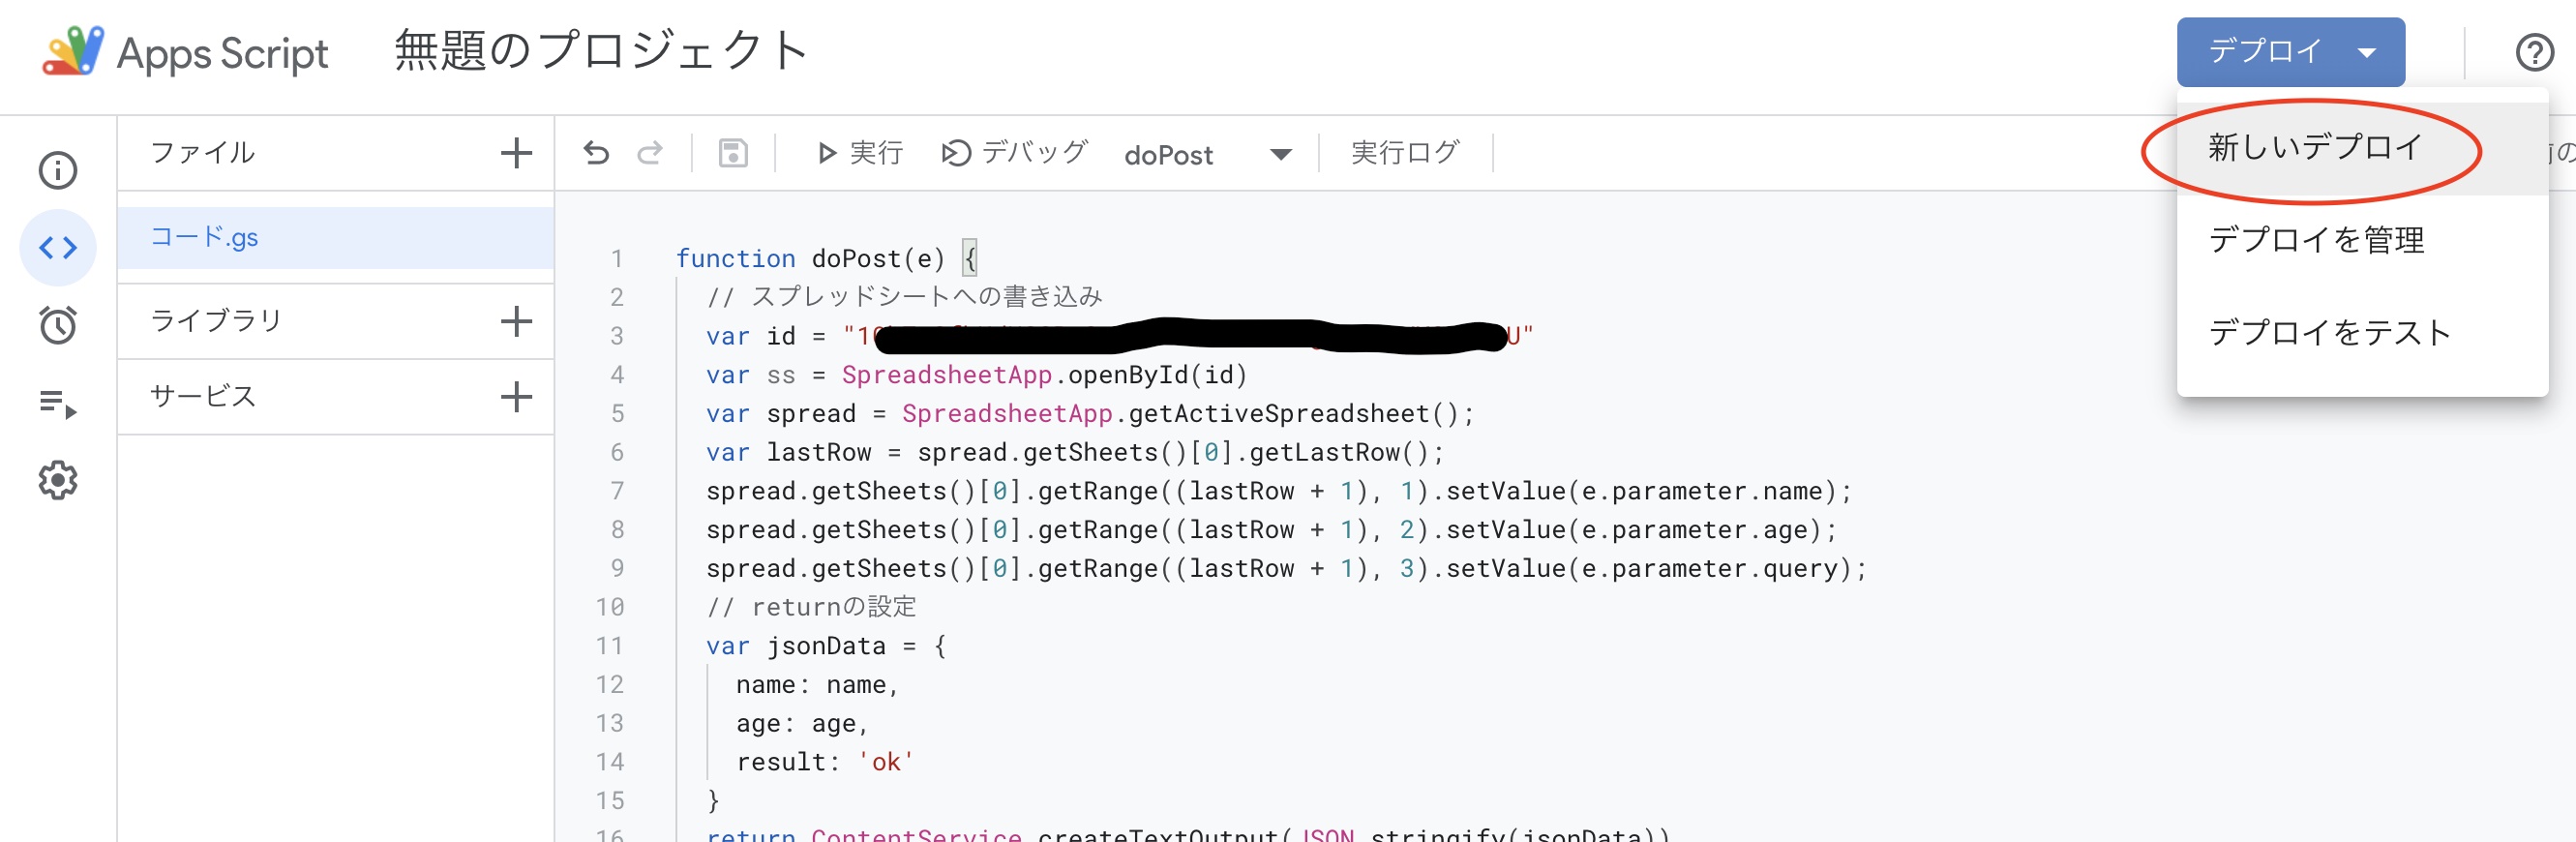 Apps Script 無題のプロジェクト デプロイ
ファイル
実行 デバッグ doPost 実行ログ
新しいデプロイ
デプロイを管理
デプロイをテスト
コード.gs
ライブラリ
サービス
1 function doPost(e) {
2 // スプレッドシートへの書き込み
3 var id = "1 U"
4 var ss = SpreadsheetApp.openById(id)
5 var spread = SpreadsheetApp.getActiveSpreadsheet();
6 var lastRow = spread.getSheets()[0].getLastRow();
7 spread.getSheets()[0].getRange((lastRow + 1), 1).setValue(e.parameter.name);
8 spread.getSheets()[0].getRange((lastRow + 1), 2).setValue(e.parameter.age);
9 spread.getSheets()[0].getRange((lastRow + 1), 3).setValue(e.parameter.query);
10 // returnの設定
11 var jsonData = {
12 name: name,
13 age: age,
14 result: 'ok'
15 }
16 return ContentService.createTextOutput(JSON.stringify(jsonData))